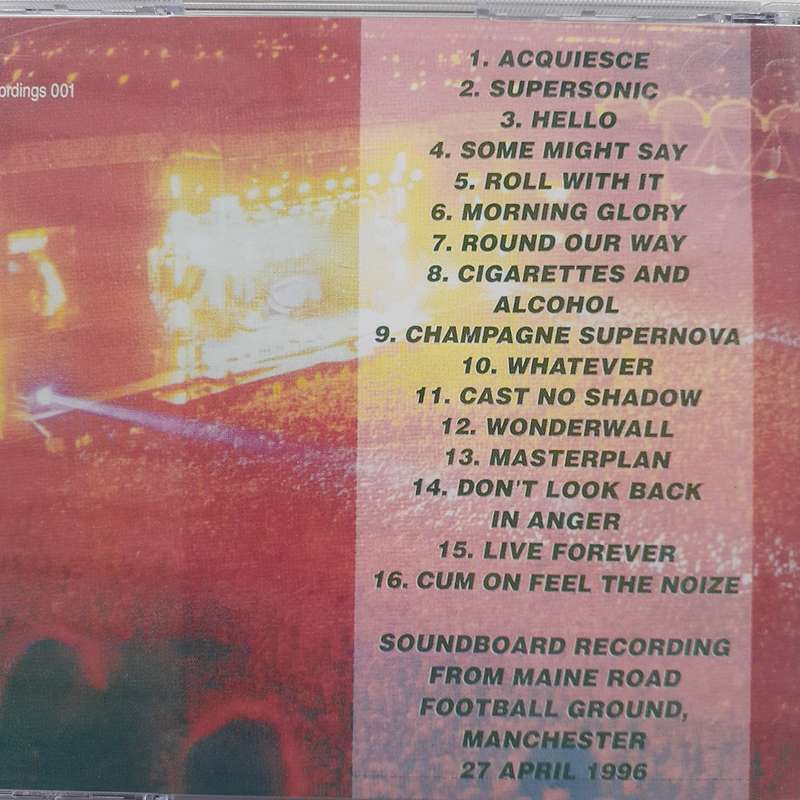 ordings 001
1. ACQUIESCE
2. SUPERSONIC
3. HELLO
4. SOME MIGHT SAY
5. ROLL WITH IT
6. MORNING GLORY
7. ROUND OUR WAY
8. CIGARETTES AND
ALCOHOL
9. CHAMPAGNE SUPERNOVA
10. WHATEVER
11. CAST NO SHADOW
12. WONDERWALL
13. MASTERPLAN
14. DON'T LOOK BACK
IN ANGER
15. LIVE FOREVER
16. CUM ON FEEL THE NOIZE
SOUNDBOARD RECORDING
FROM MAINE ROAD
FOOTBALL GROUND,
MANCHESTER
27 APRIL 1996